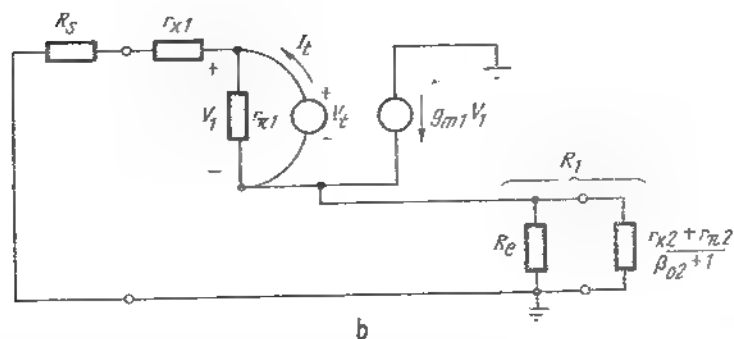 R_s
r_x1
I_t
+
+
V_1
r_π1
V_t
-
g_m1 V_1
-
R_1
R_e
r_x2 + r_π2
β_02 + 1
b